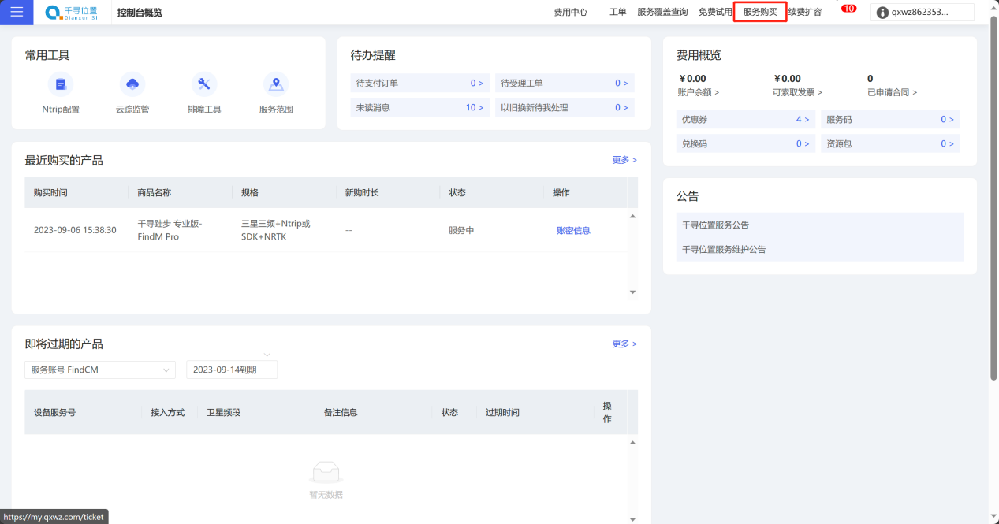 千寻位置
Qianxun SI
控制台概览
费用中心
工单
服务覆盖查询
免费试用
服务购买
续费扩容
10
qxwz862353...
常用工具
Ntrip配置
云踪监管
排障工具
服务范围
待办提醒
待支付订单 0 >
待受理工单 0 >
未读消息 10 >
以旧换新待我处理 0 >
费用概览
¥0.00
¥0.00
0
账户余额 >
可索取发票 >
已申请合同 >
优惠券 4 >
服务码 0 >
兑换码 0 >
资源包 0 >
最近购买的产品
更多 >
购买时间
商品名称
规格
新购时长
状态
操作
2023-09-06 15:38:30
千寻跬步 专业版-
FindM Pro
三星三频+Ntrip或
SDK+NRTK
--
服务中
账密信息
公告
千寻位置服务公告
千寻位置服务维护公告
即将过期的产品
更多 >
服务账号 FindCM
2023-09-14到期
设备服务号
接入方式
卫星频段
备注信息
状态
过期时间
操
作
暂无数据
https://my.qxwz.com/ticket